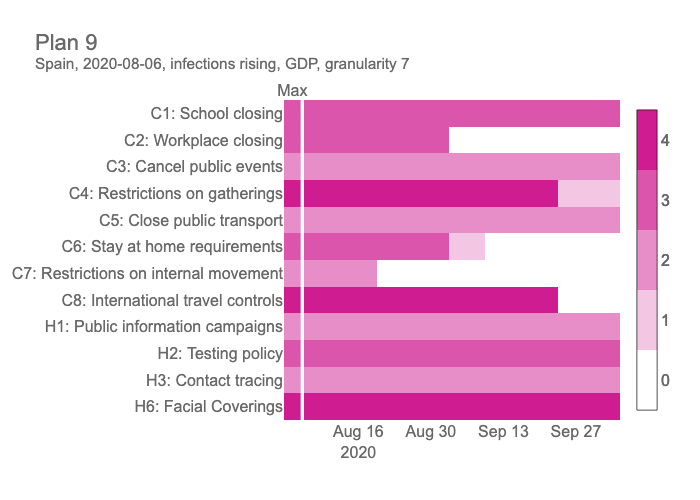 Plan 9
Spain, 2020-08-06, infections rising, GDP, granularity 7
Max
C1: School closing
C2: Workplace closing
C3: Cancel public events
C4: Restrictions on gatherings
C5: Close public transport
C6: Stay at home requirements
C7: Restrictions on internal movement
C8: International travel controls
H1: Public information campaigns
H2: Testing policy
H3: Contact tracing
H6: Facial Coverings
Aug 16 Aug 30 Sep 13 Sep 27
2020
4
3
2
1
0